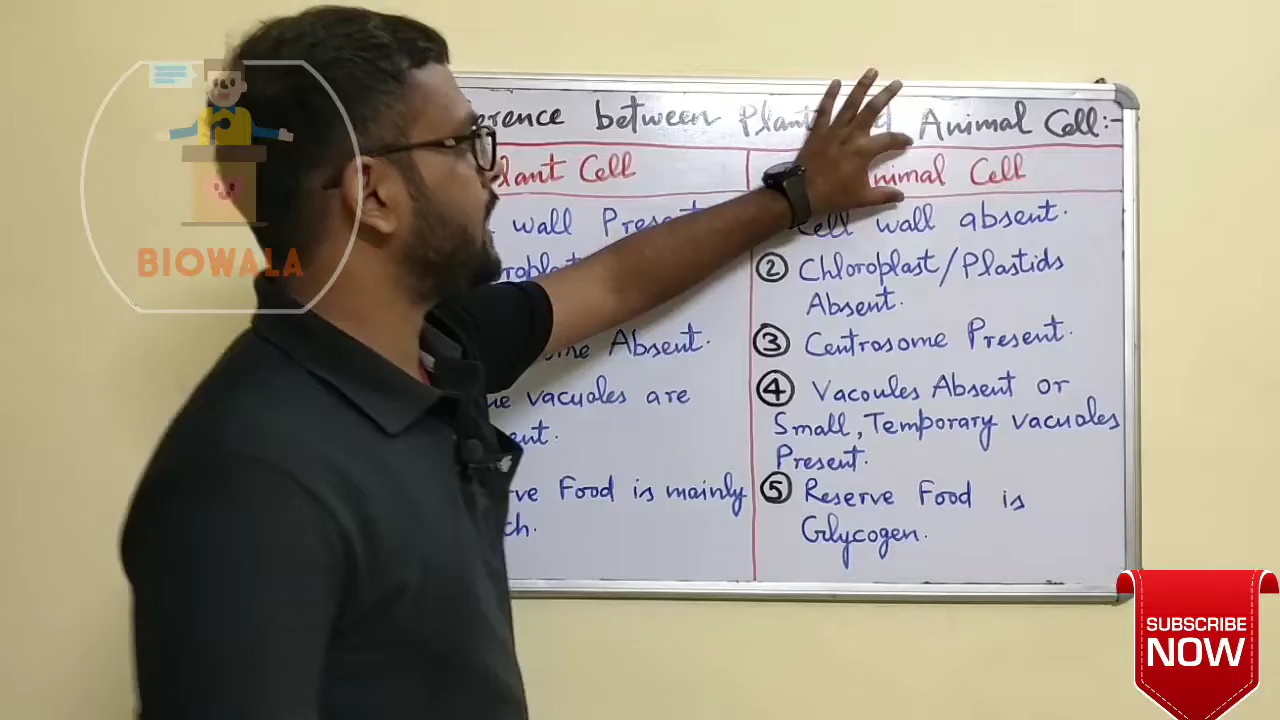 BIOWALA
between Plant Animal Cell:-
Cell
Animal Cell
wall Present
Cell wall absent.
② Chloroplast/Plastids
Absent.
Absent.
③ Centrosome Present.
vacuoles are
④ Vacoules Absent or
Small, Temporary vacuoles
Present.
Food is mainly
⑤ Reserve Food is
Glycogen.
SUBSCRIBE
NOW